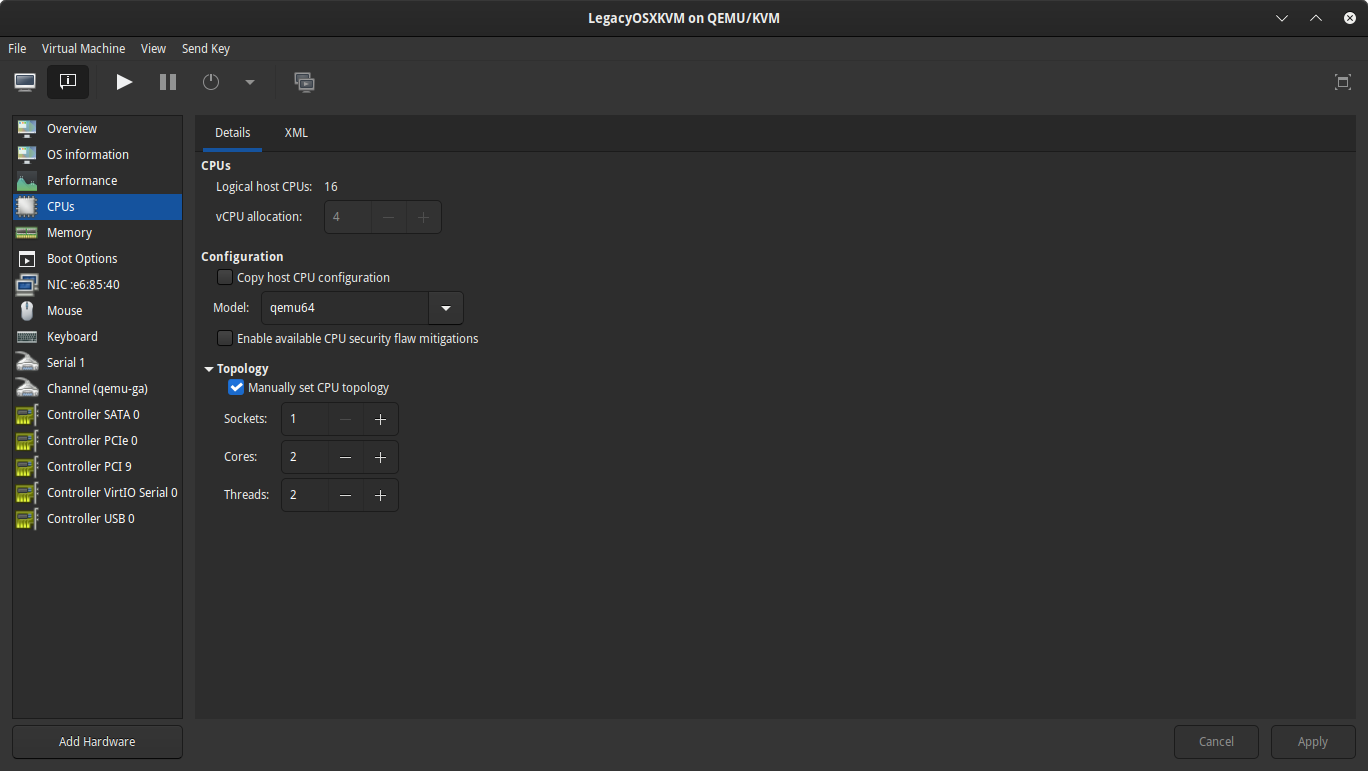 LegacyOSXKVM on QEMU/KVM
File Virtual Machine View Send Key
Overview
OS information
Performance
CPUs
Memory
Boot Options
NIC :e6:85:40
Mouse
Keyboard
Serial 1
Channel (qemu-ga)
Controller SATA 0
Controller PCIe 0
Controller PCI 9
Controller VirtIO Serial 0
Controller USB 0
Add Hardware
Details XML
CPUs
Logical host CPUs: 16
vCPU allocation: 4
Configuration
Copy host CPU configuration
Model: qemu64
Enable available CPU security flaw mitigations
Topology
Manually set CPU topology
Sockets: 1
Cores: 2
Threads: 2
Cancel Apply